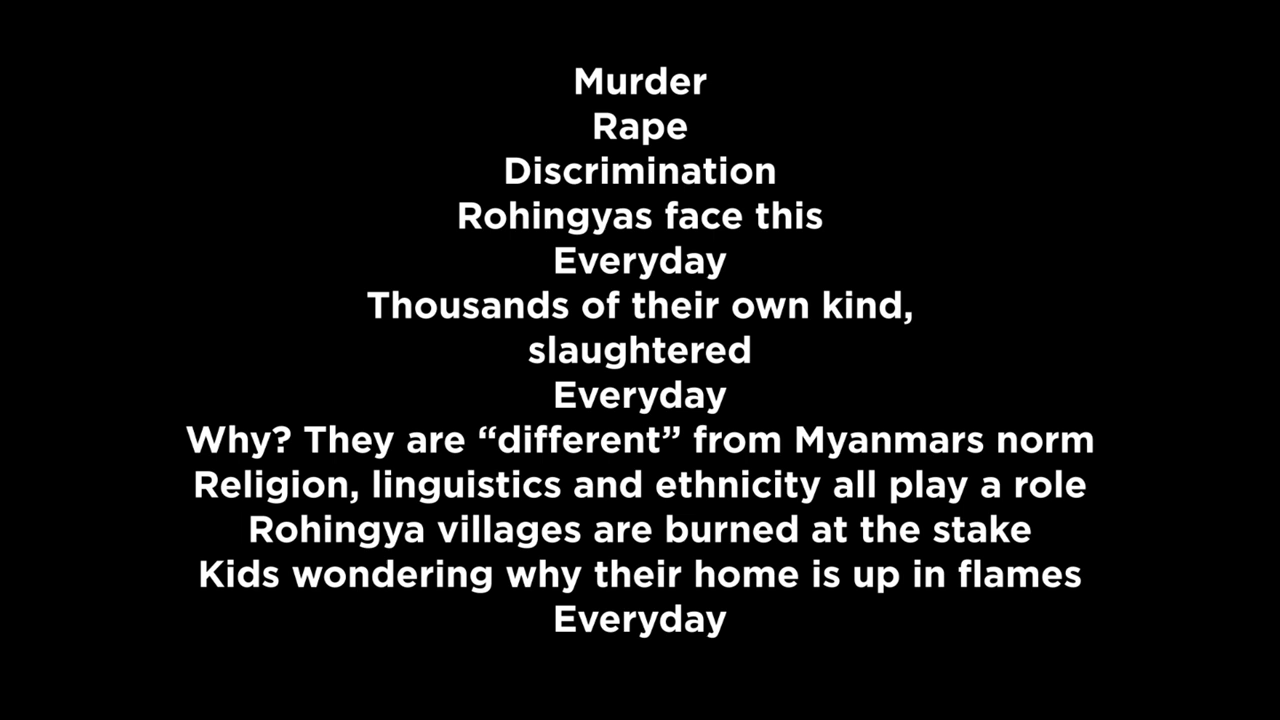 Murder
Rape
Discrimination
Rohingyas face this
Everyday
Thousands of their own kind,
slaughtered
Everyday
Why? They are “different” from Myanmars norm
Religion, linguistics and ethnicity all play a role
Rohingya villages are burned at the stake
Kids wondering why their home is up in flames
Everyday